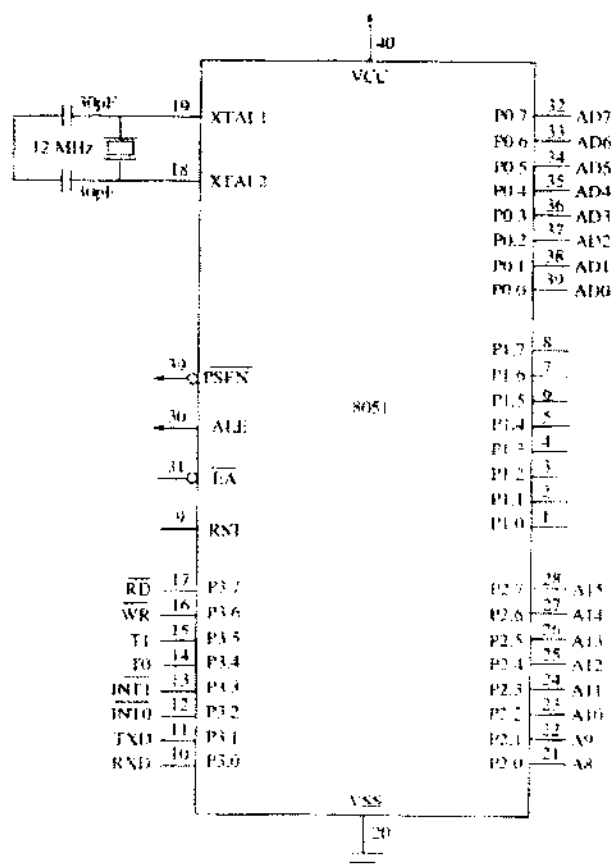 40
VCC
30pF
19 XTAL1
12 MHz
18 XTAL2
30pF
P0.7 32 AD7
P0.6 33 AD6
P0.5 34 AD5
P0.4 35 AD4
P0.3 36 AD3
P0.2 37 AD2
P0.1 38 AD1
P0.0 39 AD0
39 PSEN
30 ALE
31 EA
9 RST
8051
P1.7 8
P1.6 7
P1.5 6
P1.4 5
P1.3 4
P1.2 3
P1.1 2
P1.0 1
RD 17 P3.7
WR 16 P3.6
T1 15 P3.5
T0 14 P3.4
INT1 13 P3.3
INT0 12 P3.2
TXD 11 P3.1
RXD 10 P3.0
P2.7 28 A15
P2.6 27 A14
P2.5 26 A13
P2.4 25 A12
P2.3 24 A11
P2.2 23 A10
P2.1 22 A9
P2.0 21 A8
VSS
20